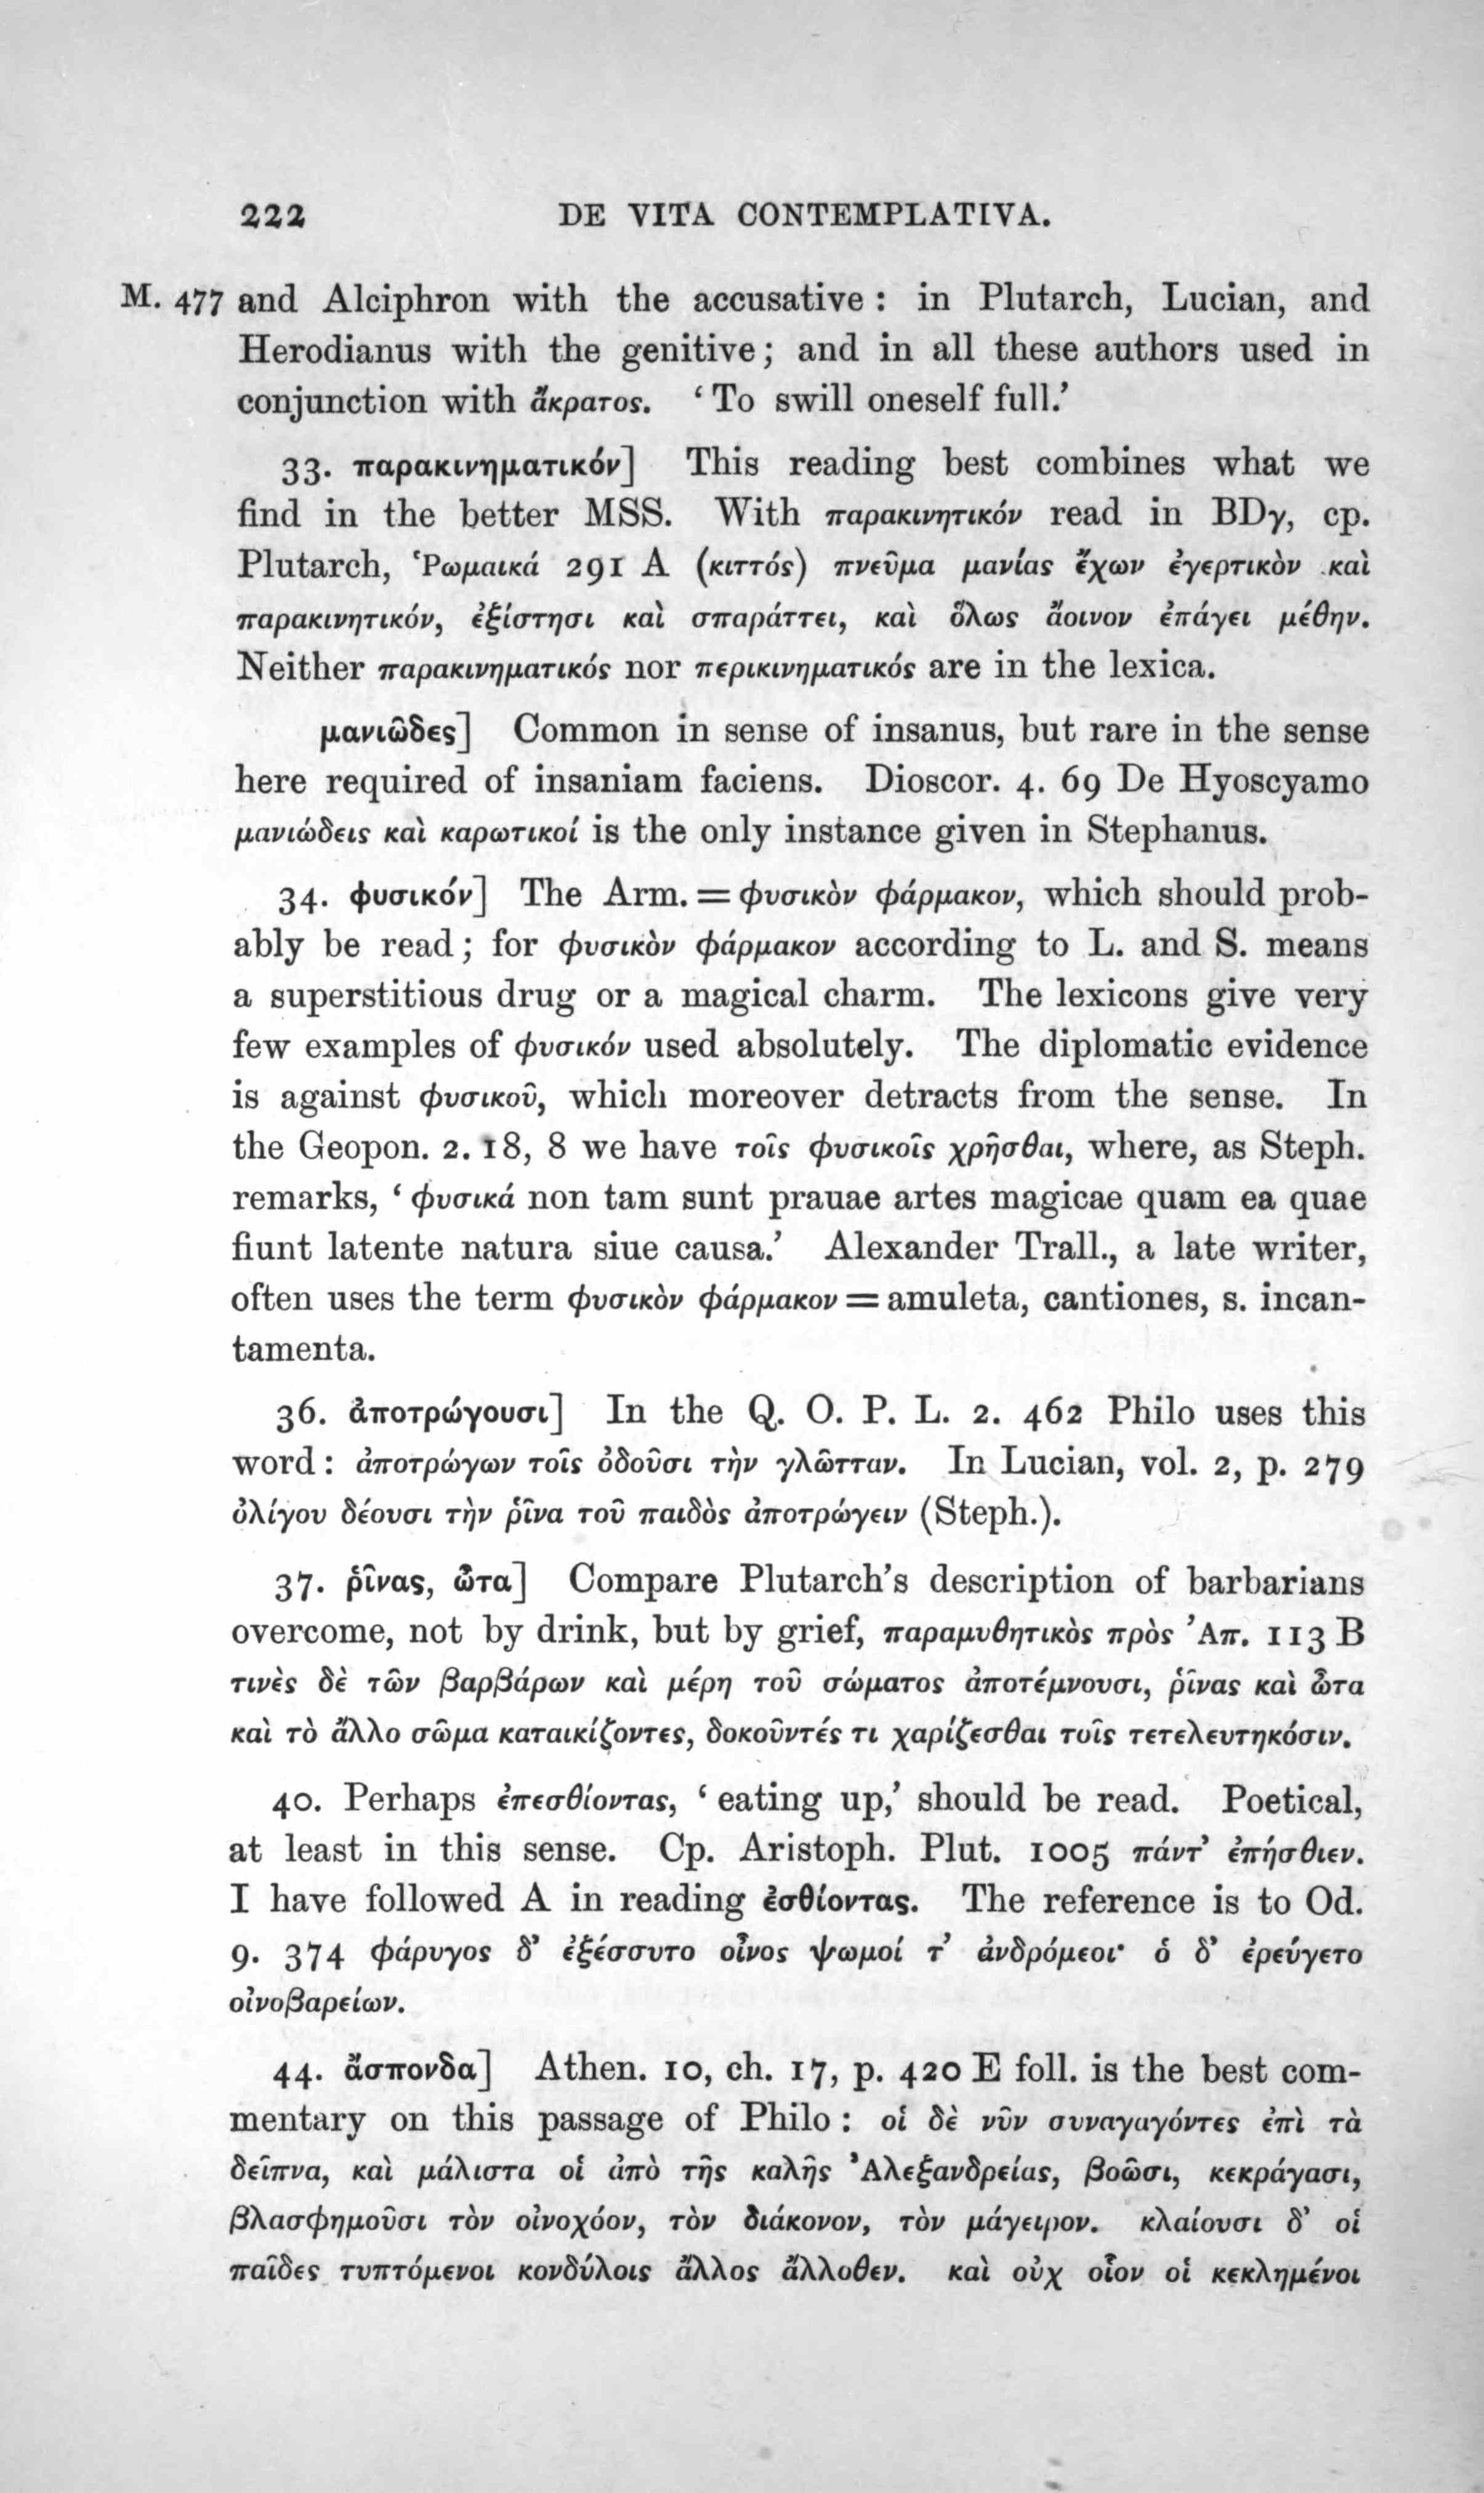 222 DE VITA CONTEMPLATIVA.
M. 477 and Alciphron with the accusative : in Plutarch, Lucian, and
Herodianus with the genitive; and in all these authors used in
conjunction with ἄκρατος. ‘To swill oneself full.’
33. παρακινηματικόν] This reading best combines what we
find in the better MSS. With παρακινητικόν read in BDγ, cp.
Plutarch, Ῥωμαικά 291 A (κιττός) πνεῦμα μανίας ἔχων ἐγερτικὸν καὶ
παρακινητικόν, ἐξίστησι καὶ σπαράττει, καὶ ὅλως ἄοινον ἐπάγει μέθην.
Neither παρακινηματικός nor περικινηματικός are in the lexica.
μανιῶδες] Common in sense of insanus, but rare in the sense
here required of insaniam faciens. Dioscor. 4. 69 De Hyoscyamo
μανιώδεις καὶ καρωτικοί is the only instance given in Stephanus.
34. φυσικόν] The Arm. = φυσικὸν φάρμακον, which should prob-
ably be read; for φυσικὸν φάρμακον according to L. and S. means
a superstitious drug or a magical charm. The lexicons give very
few examples of φυσικόν used absolutely. The diplomatic evidence
is against φυσικοῦ, which moreover detracts from the sense. In
the Geopon. 2. 18, 8 we have τοῖς φυσικοῖς χρῆσθαι, where, as Steph.
remarks, ‘φυσικά non tam sunt prauae artes magicae quam ea quae
fiunt latente natura siue causa.’ Alexander Trall., a late writer,
often uses the term φυσικὸν φάρμακον = amuleta, cantiones, s. incan-
tamenta.
36. ἀποτρώγουσι] In the Q. O. P. L. 2. 462 Philo uses this
word: ἀποτρώγων τοῖς ὀδοῦσι τὴν γλῶτταν. In Lucian, vol. 2, p. 279
ὀλίγου δέουσι τὴν ῥῖνα τοῦ παιδὸς ἀποτρώγειν (Steph.).
37. ῥῖνας, ὦτα] Compare Plutarch’s description of barbarians
overcome, not by drink, but by grief, παραμυθητικὸς πρὸς Ἀπ. 113 B
τινὲς δὲ τῶν βαρβάρων καὶ μέρη τοῦ σώματος ἀποτέμνουσι, ῥῖνας καὶ ὦτα
καὶ τὸ ἄλλο σῶμα καταικίζοντες, δοκοῦντές τι χαρίζεσθαι τοῖς τετελευτηκόσιν.
40. Perhaps ἐπεσθίοντας, ‘eating up,’ should be read. Poetical,
at least in this sense. Cp. Aristoph. Plut. 1005 πάντ’ ἐπήσθιεν.
I have followed A in reading ἐσθίοντας. The reference is to Od.
9. 374 φάρυγος δ’ ἐξέσσυτο οἶνος ψωμοί τ’ ἀνδρόμεοι· ὁ δ’ ἐρεύγετο
οἰνοβαρείων.
44. ἄσπονδα] Athen. 10, ch. 17, p. 420 E foll. is the best com-
mentary on this passage of Philo : οἱ δὲ νῦν συναγαγόντες ἐπὶ τὰ
δεῖπνα, καὶ μάλιστα οἱ ἀπὸ τῆς καλῆς Ἀλεξανδρείας, βοῶσι, κεκράγασι,
βλασφημοῦσι τὸν οἰνοχόον, τὸν διάκονον, τὸν μάγειρον. κλαίουσι δ’ οἱ
παῖδες τυπτόμενοι κονδύλοις ἄλλος ἄλλοθεν. καὶ οὐχ οἷον οἱ κεκλημένοι